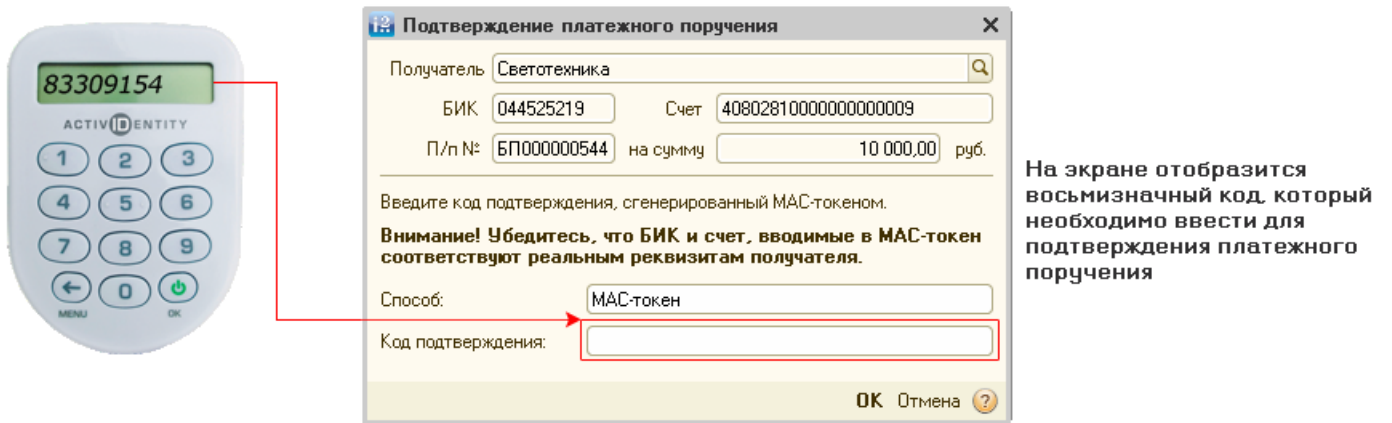 83309154
ACTIVIDENTITY
1 2 3
4 5 6
7 8 9
0
MENU OK
i2 Подтверждение платежного поручения
Получатель Светотехника
БИК 044525219 Счет 40802810000000000009
П/п № БП000000544 на сумму 10 000,00 руб.
Введите код подтверждения, сгенерированный МАС-токеном.
Внимание! Убедитесь, что БИК и счет, вводимые в МАС-токен
соответствуют реальным реквизитам получателя.
Способ: МАС-токен
Код подтверждения:
OK Отмена ?
На экране отобразится
восьмизначный код, который
необходимо ввести для
подтверждения платежного
поручения